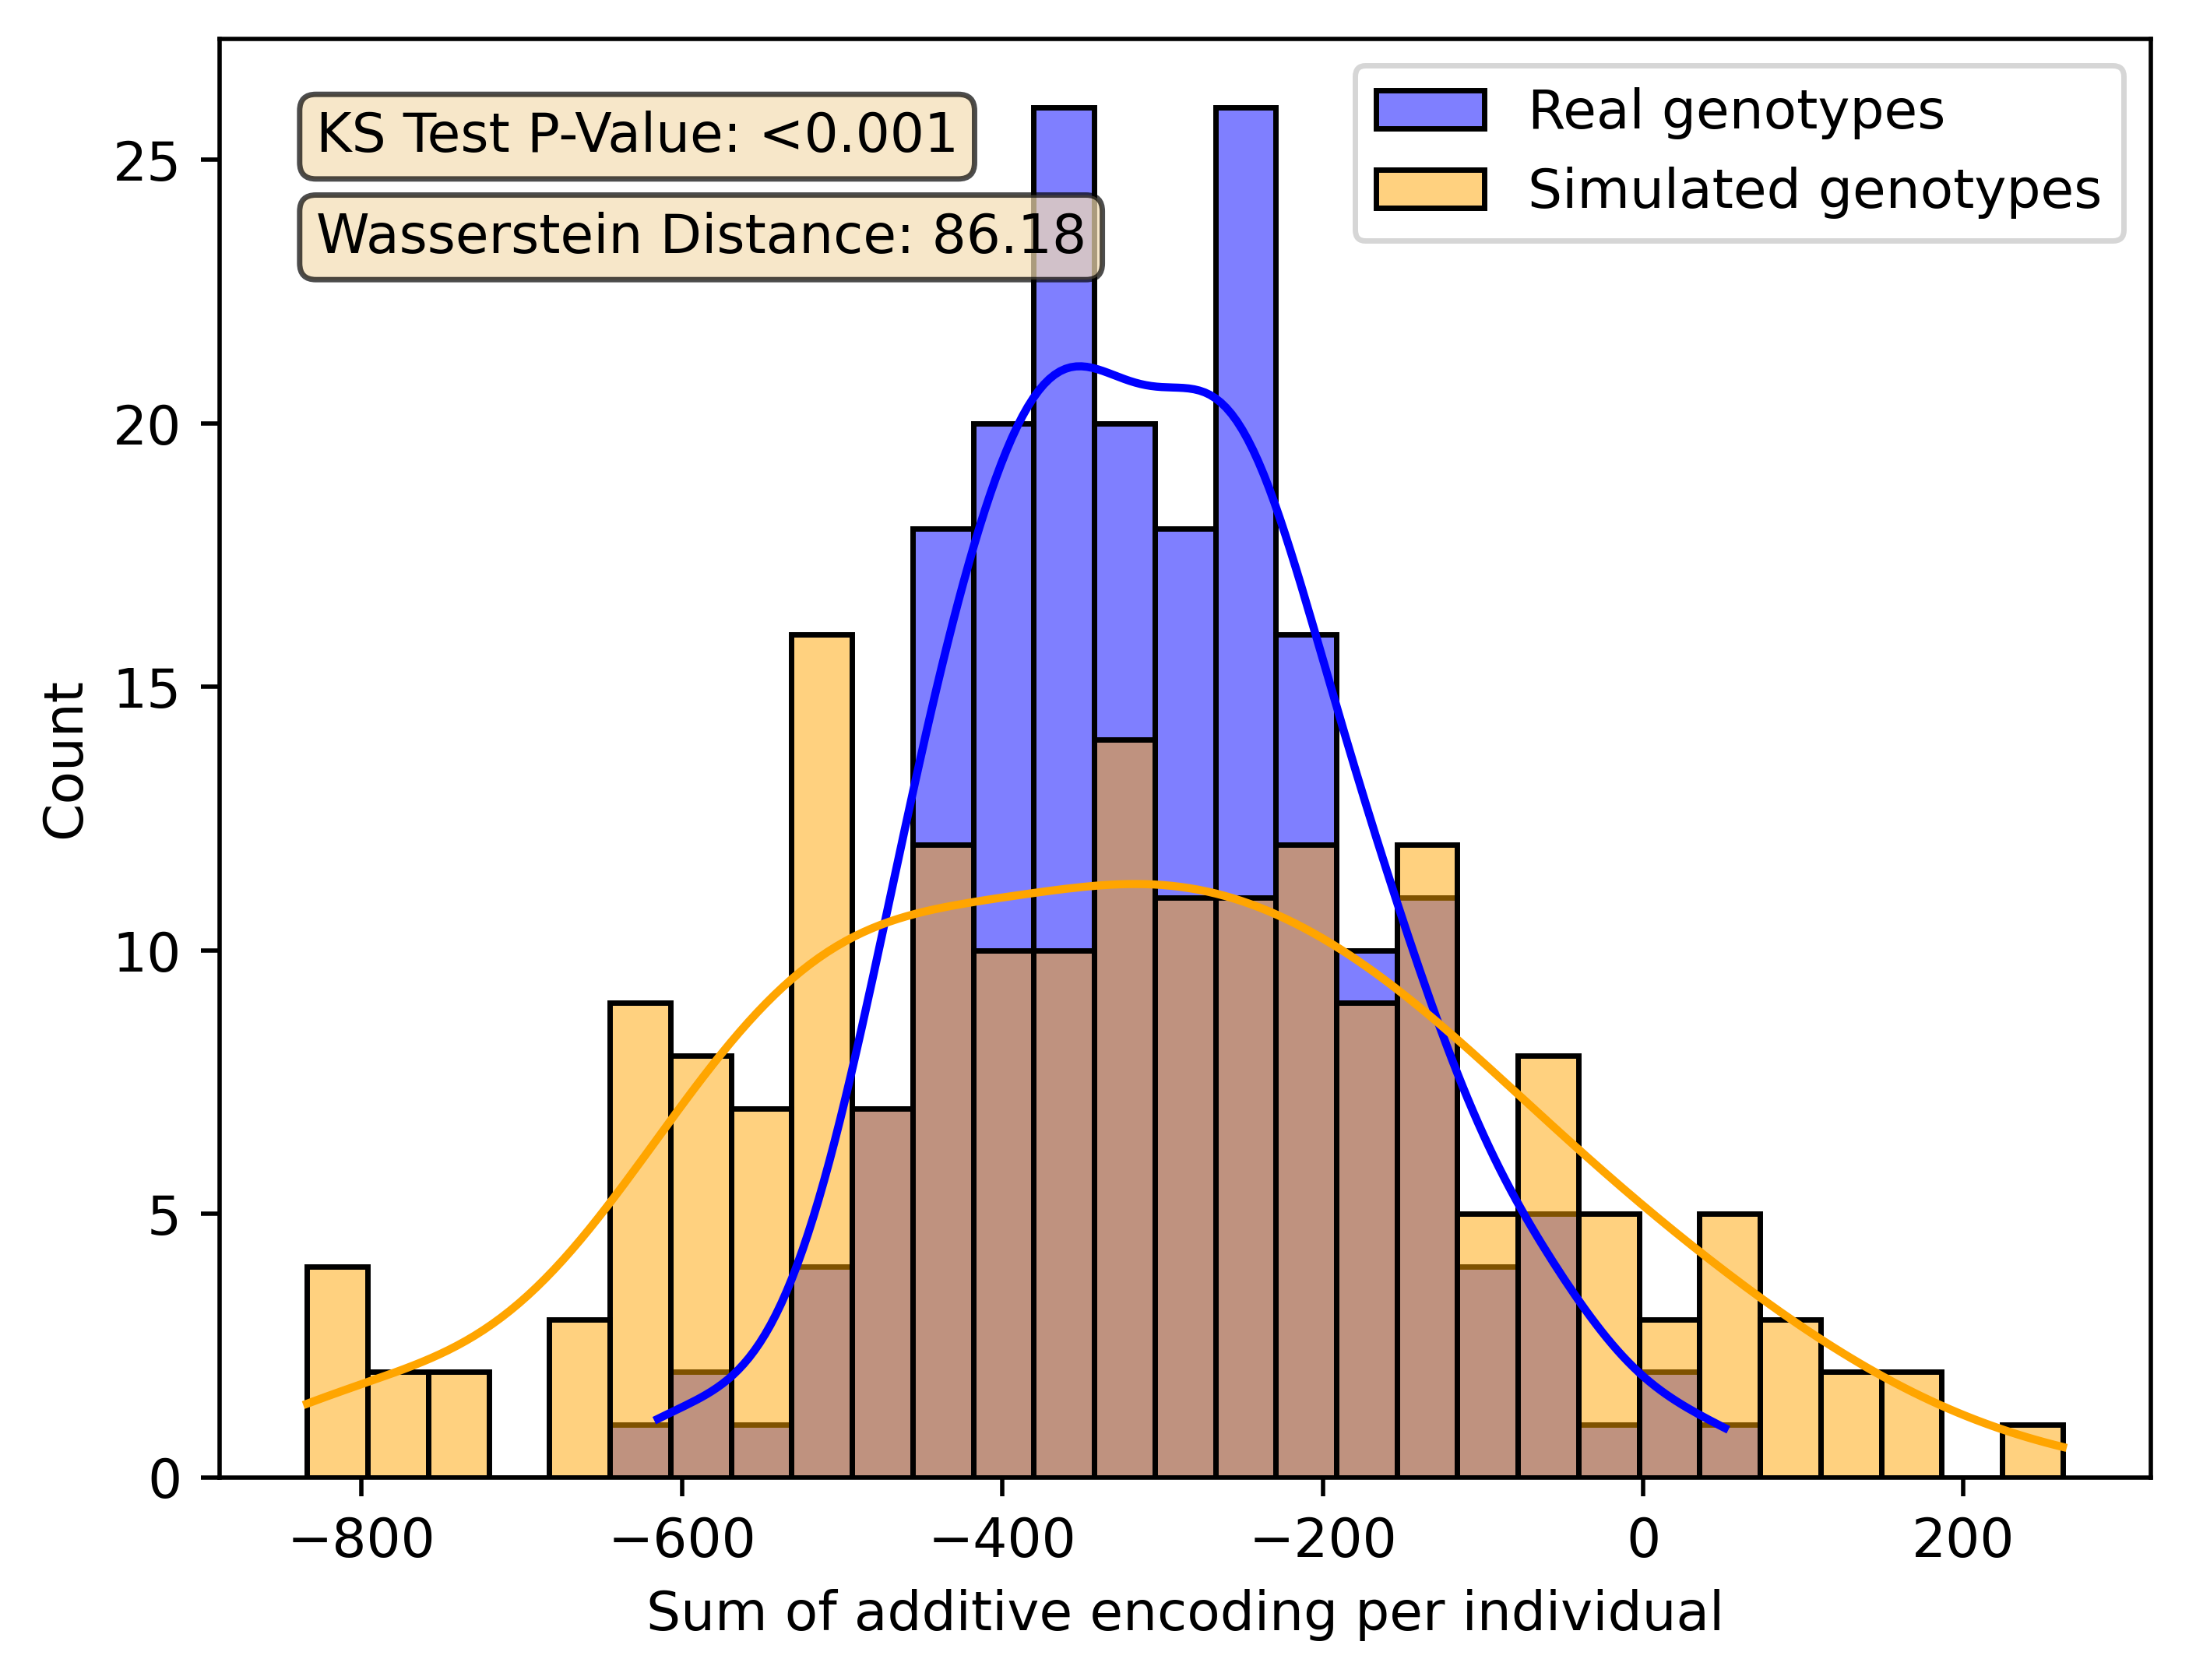 KS Test P-Value: <0.001
Wasserstein Distance: 86.18
Real genotypes
Simulated genotypes
25
20
15
10
5
0
Count
−800 −600 −400 −200 0 200
Sum of additive encoding per individual